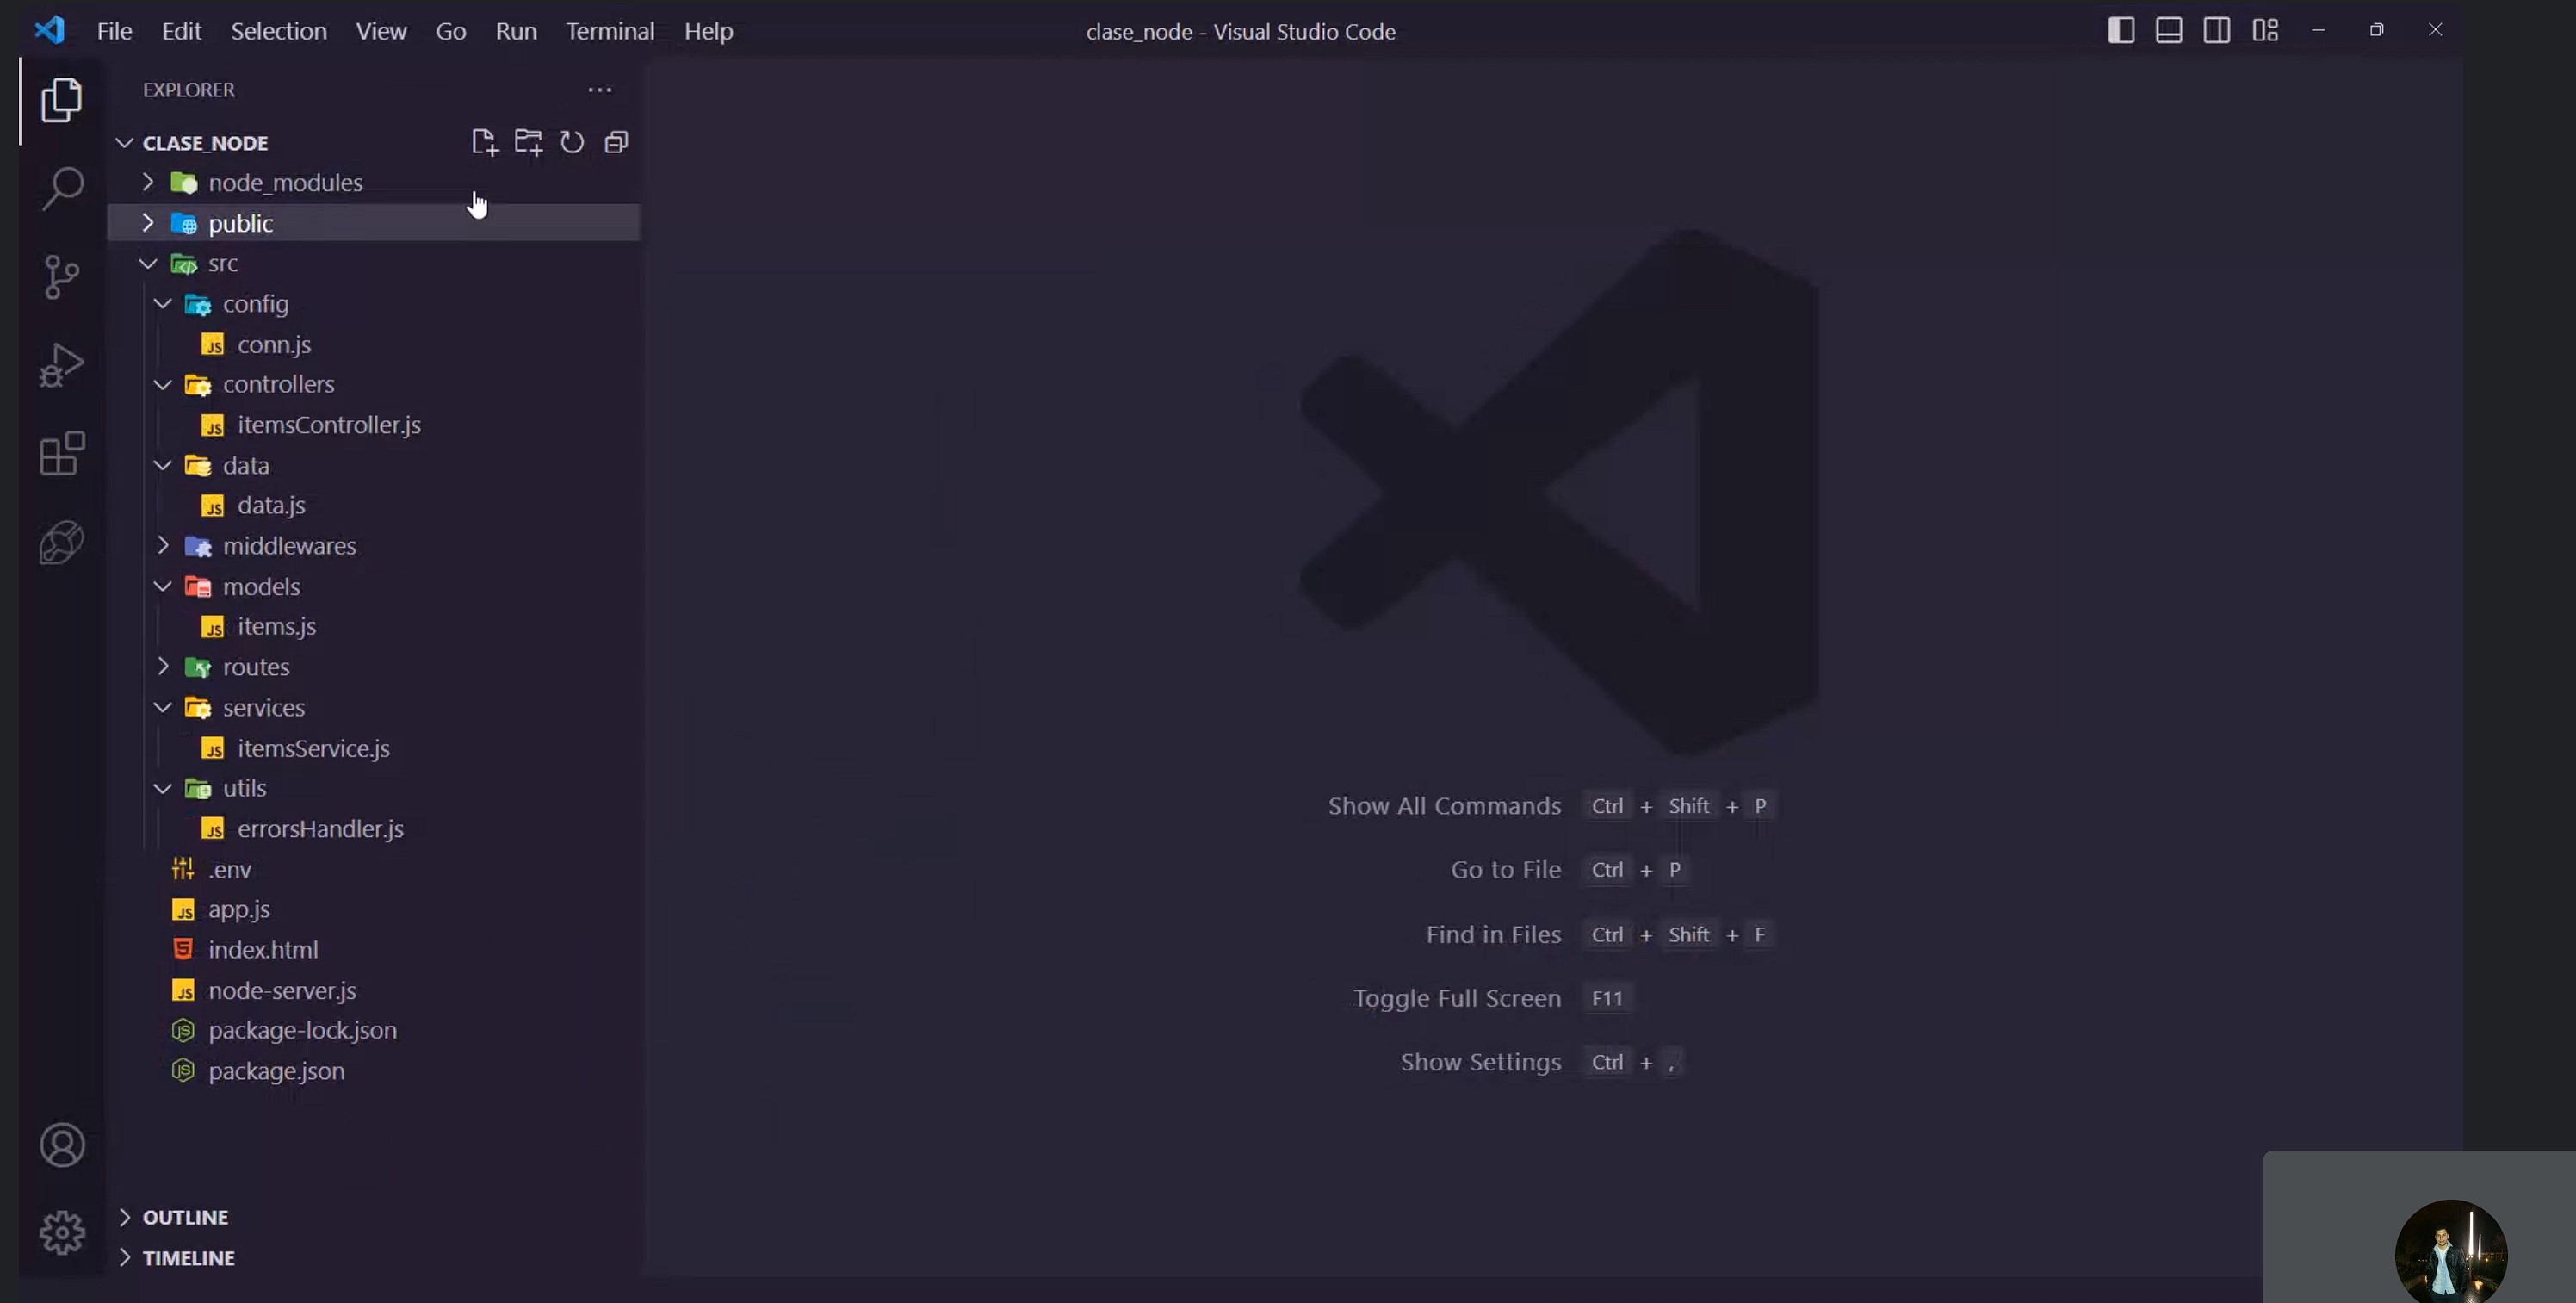 File Edit Selection View Go Run Terminal Help
clase_node - Visual Studio Code
EXPLORER
CLASE_NODE
node_modules
public
src
config
conn.js
controllers
itemsController.js
data
data.js
middlewares
models
items.js
routes
services
itemsService.js
utils
errorsHandler.js
.env
app.js
index.html
node-server.js
package-lock.json
package.json
OUTLINE
TIMELINE
Show All Commands Ctrl + Shift + P
Go to File Ctrl + P
Find in Files Ctrl + Shift + F
Toggle Full Screen F11
Show Settings Ctrl + ,